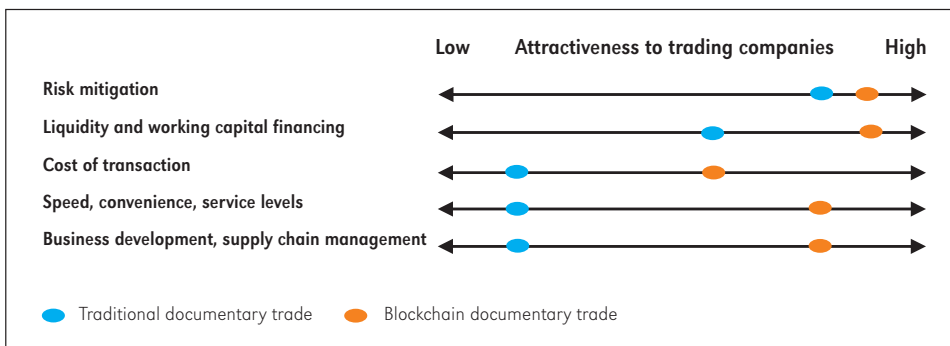 Low Attractiveness to trading companies High
Risk mitigation
Liquidity and working capital financing
Cost of transaction
Speed, convenience, service levels
Business development, supply chain management
Traditional documentary trade Blockchain documentary trade